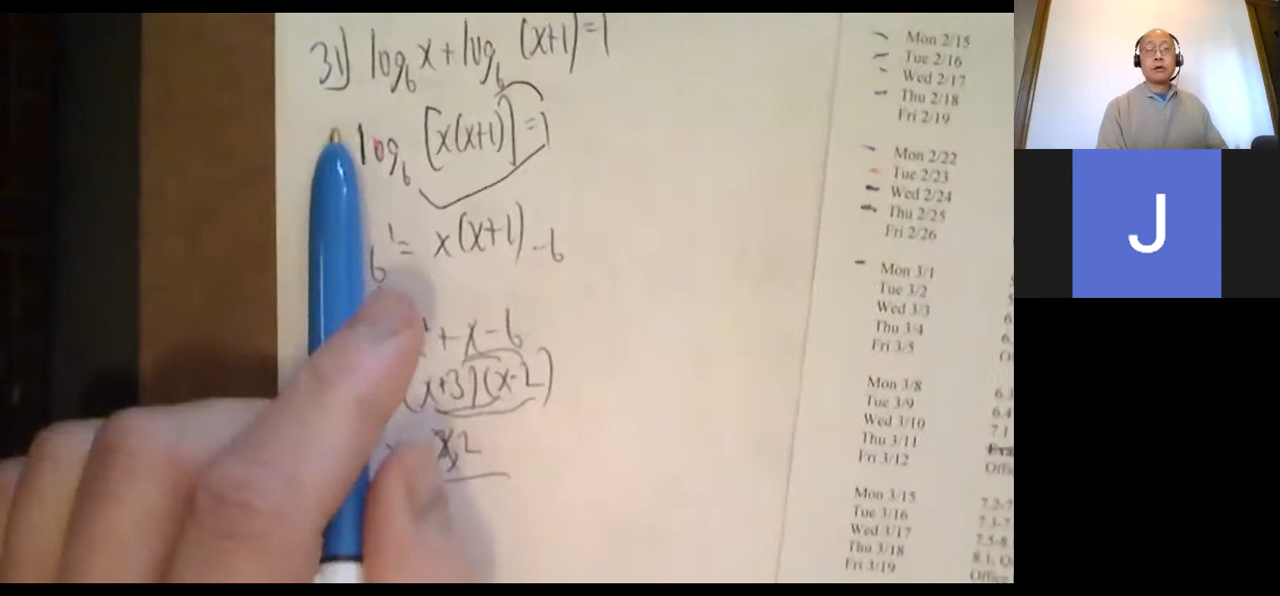 31) log₆ x + log₆ (x+1) = 1
log₆ [x(x+1)] = 1
6¹ = x(x+1) - 6
+ x - 6
(x+3)(x-2)
2
Mon 2/15
Tue 2/16
Wed 2/17
Thu 2/18
Fri 2/19
Mon 2/22
Tue 2/23
Wed 2/24
Thu 2/25
Fri 2/26
Mon 3/1
Tue 3/2
Wed 3/3
Thu 3/4
Fri 3/5
Mon 3/8
Tue 3/9
Wed 3/10
Thu 3/11
Fri 3/12
Mon 3/15
Tue 3/16
Wed 3/17
Thu 3/18
Fri 3/19
J